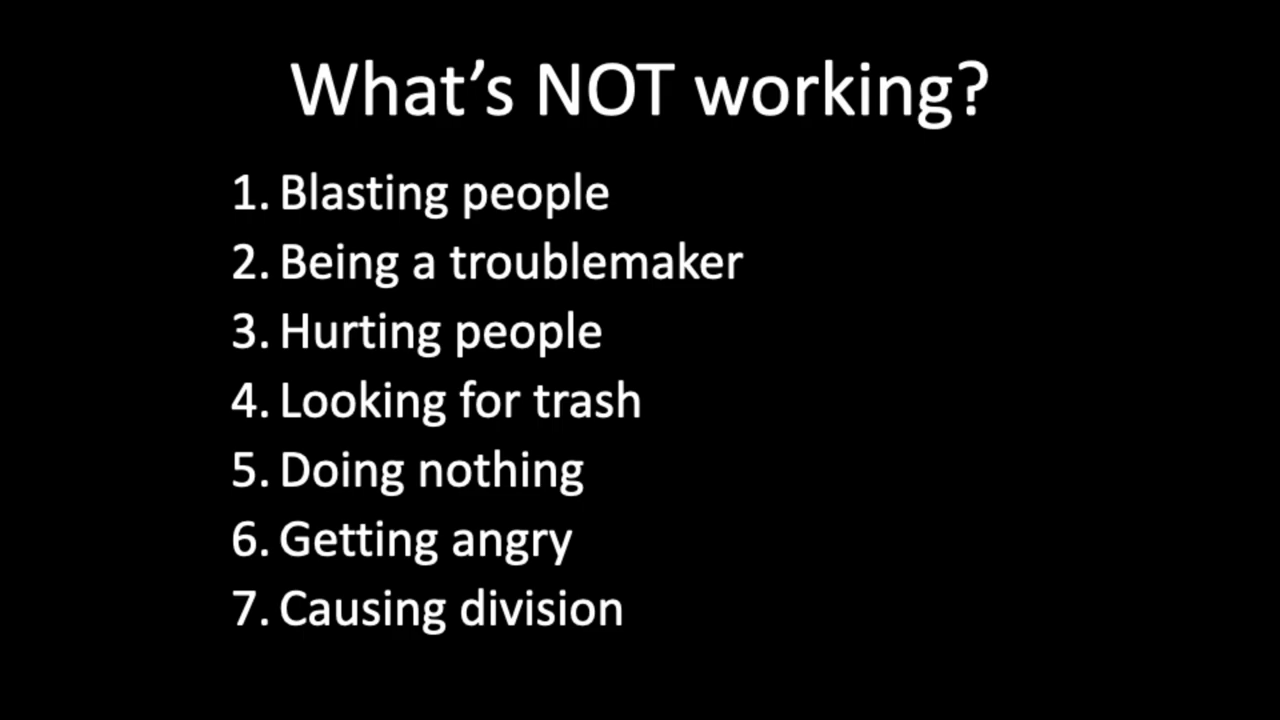 What’s NOT working?
1. Blasting people
2. Being a troublemaker
3. Hurting people
4. Looking for trash
5. Doing nothing
6. Getting angry
7. Causing division